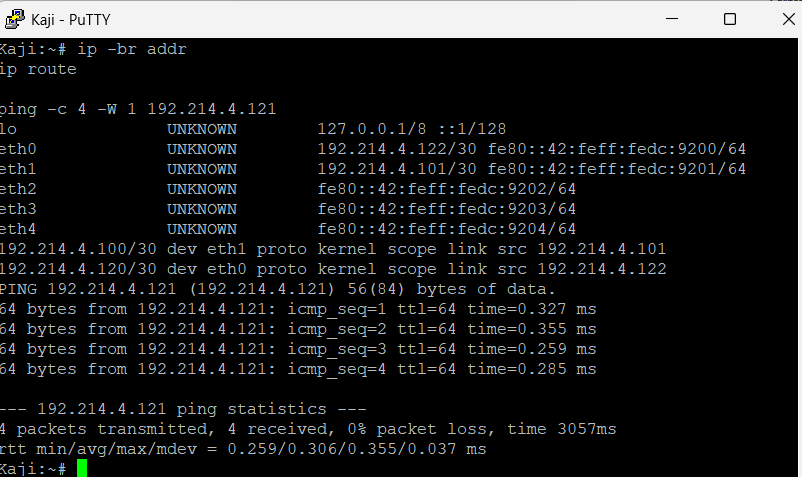 Kaji - PuTTY
Kaji:~# ip -br addr
ip route
ping -c 4 -W 1 192.214.4.121
lo UNKNOWN 127.0.0.1/8 ::1/128
eth0 UNKNOWN 192.214.4.122/30 fe80::42:feff:fedc:9200/64
eth1 UNKNOWN 192.214.4.101/30 fe80::42:feff:fedc:9201/64
eth2 UNKNOWN fe80::42:feff:fedc:9202/64
eth3 UNKNOWN fe80::42:feff:fedc:9203/64
eth4 UNKNOWN fe80::42:feff:fedc:9204/64
192.214.4.100/30 dev eth1 proto kernel scope link src 192.214.4.101
192.214.4.120/30 dev eth0 proto kernel scope link src 192.214.4.122
PING 192.214.4.121 (192.214.4.121) 56(84) bytes of data.
64 bytes from 192.214.4.121: icmp_seq=1 ttl=64 time=0.327 ms
64 bytes from 192.214.4.121: icmp_seq=2 ttl=64 time=0.355 ms
64 bytes from 192.214.4.121: icmp_seq=3 ttl=64 time=0.259 ms
64 bytes from 192.214.4.121: icmp_seq=4 ttl=64 time=0.285 ms
--- 192.214.4.121 ping statistics ---
4 packets transmitted, 4 received, 0% packet loss, time 3057ms
rtt min/avg/max/mdev = 0.259/0.306/0.355/0.037 ms
Kaji:~#